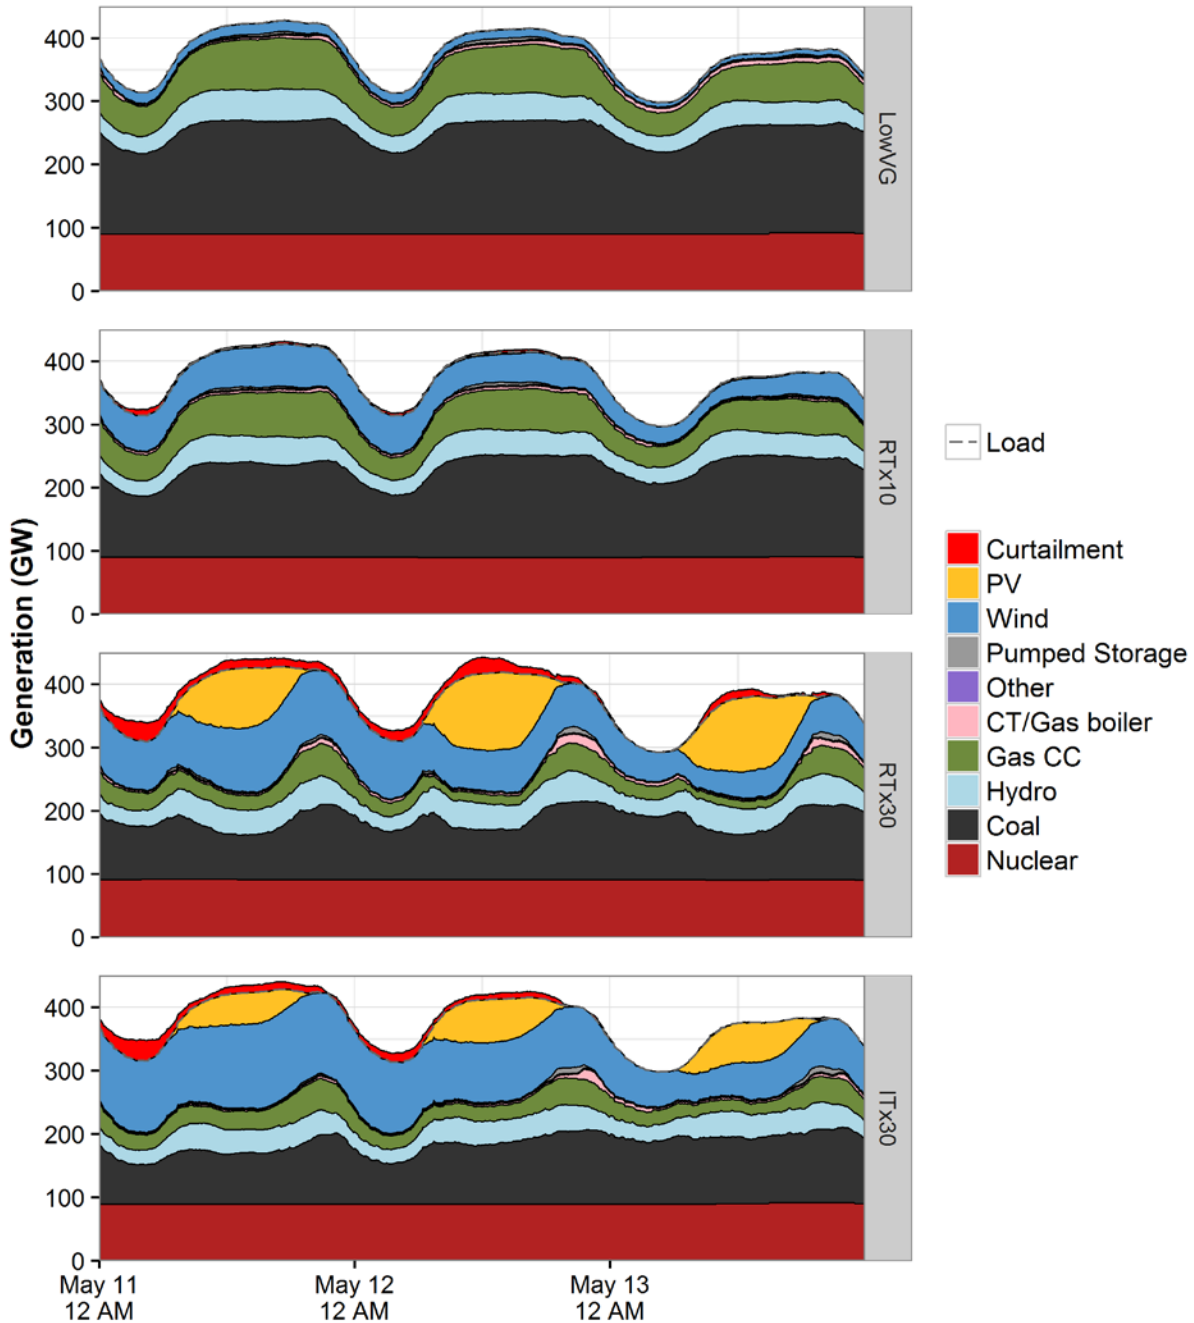 Generation (GW)
400
300
200
100
0
LowVG
400
300
200
100
0
RTx10
400
300
200
100
0
RTx30
400
300
200
100
0
ITx30
May 11
12 AM
May 12
12 AM
May 13
12 AM
Load
Curtailment
PV
Wind
Pumped Storage
Other
CT/Gas boiler
Gas CC
Hydro
Coal
Nuclear